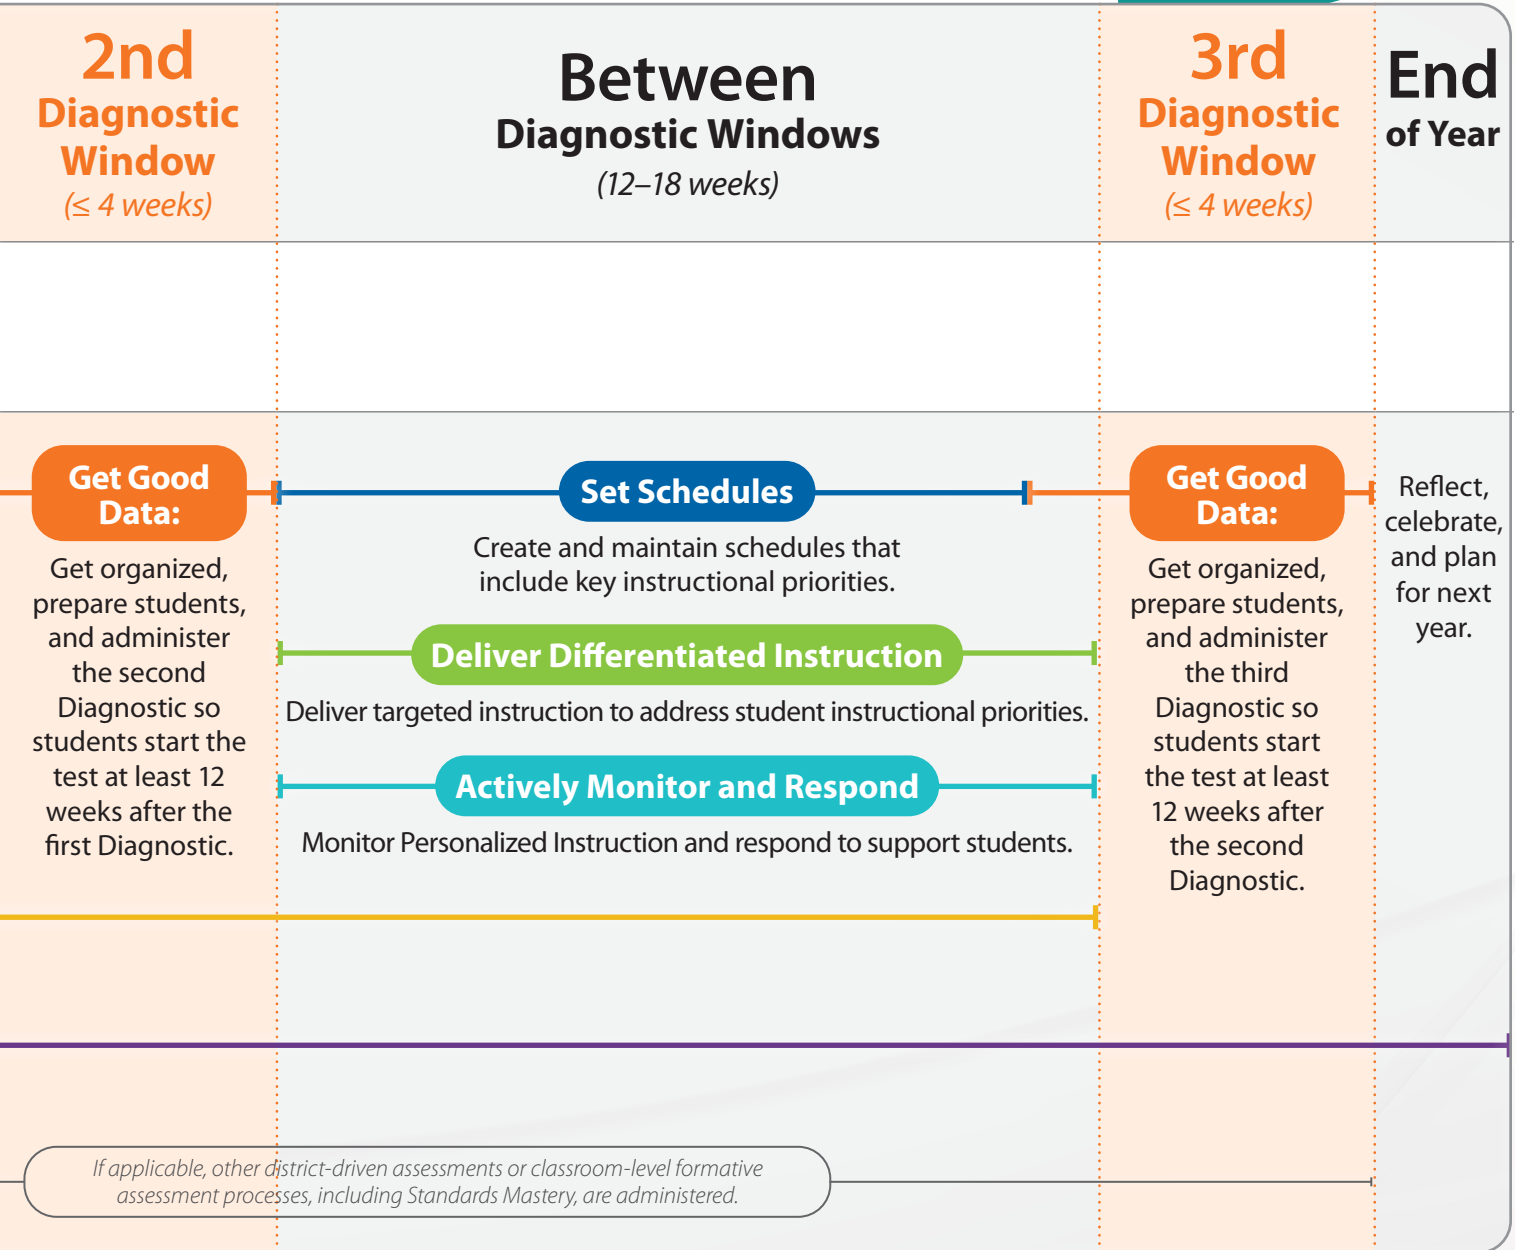 2nd
Diagnostic
Window
(≤ 4 weeks)
Between
Diagnostic Windows
(12–18 weeks)
3rd
Diagnostic
Window
(≤ 4 weeks)
End
of Year
Get Good
Data:
Get organized,
prepare students,
and administer
the second
Diagnostic so
students start the
test at least 12
weeks after the
first Diagnostic.
Set Schedules
Create and maintain schedules that
include key instructional priorities.
Deliver Differentiated Instruction
Deliver targeted instruction to address student instructional priorities.
Actively Monitor and Respond
Monitor Personalized Instruction and respond to support students.
Get Good
Data:
Get organized,
prepare students,
and administer
the third
Diagnostic so
students start
the test at least
12 weeks after
the second
Diagnostic.
Reflect,
celebrate,
and plan
for next
year.
If applicable, other district-driven assessments or classroom-level formative
assessment processes, including Standards Mastery, are administered.